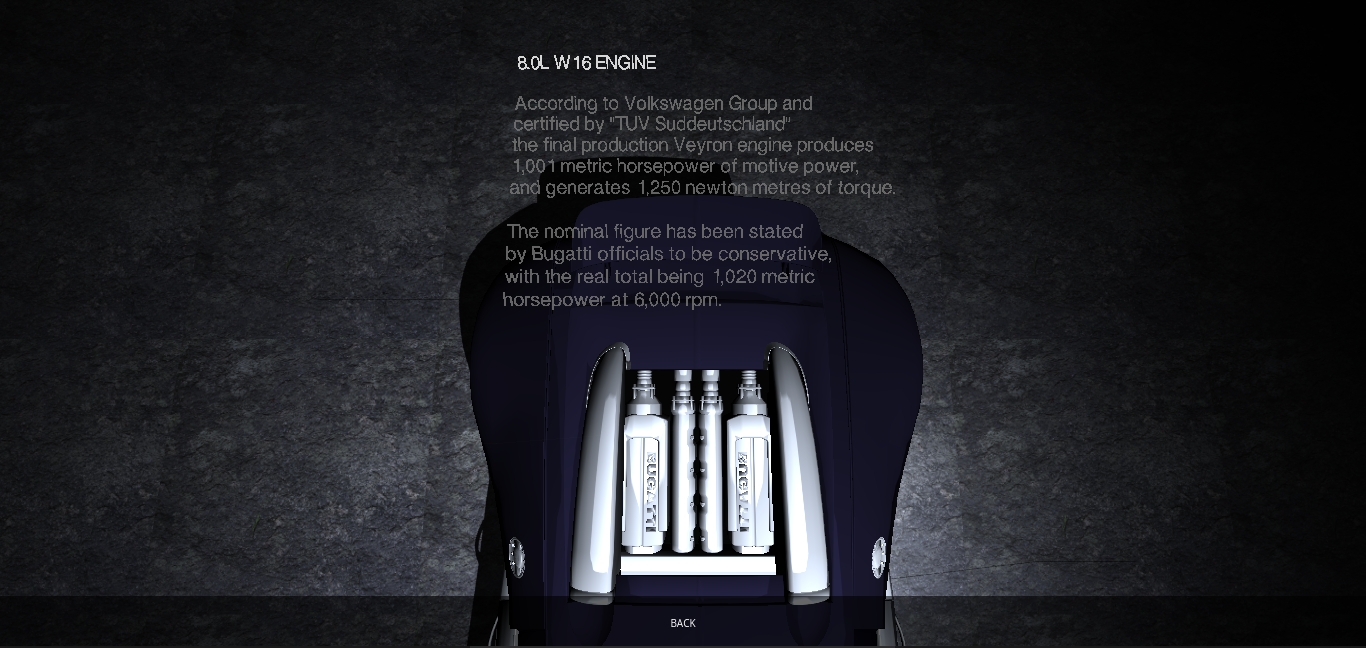 8.0L W16 ENGINE
According to Volkswagen Group and
certified by "TUV Suddeutschland"
the final production Veyron engine produces
1,001 metric horsepower of motive power,
and generates 1,250 newton metres of torque.
The nominal figure has been stated
by Bugatti officials to be conservative,
with the real total being 1,020 metric
horsepower at 6,000 rpm.
BUGATTI
BUGATTI
BACK